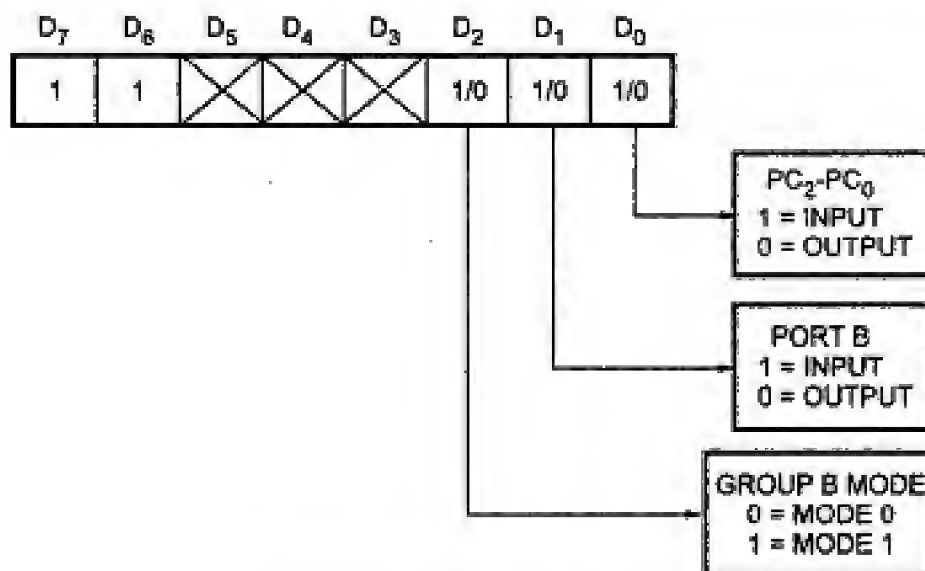 D₇ D₆ D₅ D₄ D₃ D₂ D₁ D₀
1 1 1/0 1/0 1/0
PC₂-PC₀
1 = INPUT
0 = OUTPUT
PORT B
1 = INPUT
0 = OUTPUT
GROUP B MODE
0 = MODE 0
1 = MODE 1